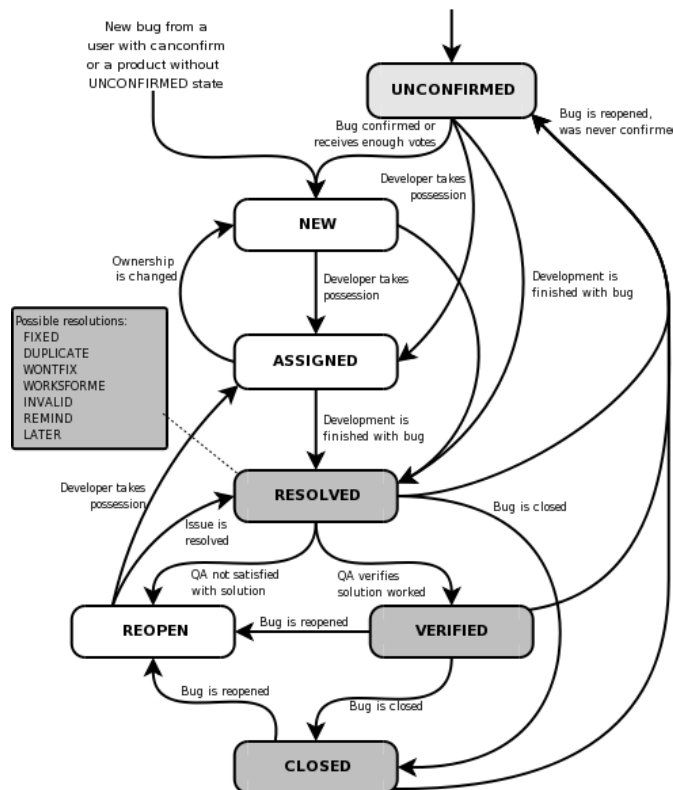 New bug from a
user with canconfirm
or a product without
UNCONFIRMED state
UNCONFIRMED
Bug is reopened,
was never confirmed
Bug confirmed or
receives enough votes
Developer takes
possession
NEW
Ownership
is changed
Developer takes
possession
Development is
finished with bug
Possible resolutions:
FIXED
DUPLICATE
WONTFIX
WORKSFORME
INVALID
REMIND
LATER
ASSIGNED
Development is
finished with bug
Developer takes
possession
RESOLVED
Issue is
resolved
Bug is closed
QA not satisfied
with solution
QA verifies
solution worked
REOPEN
Bug is reopened
VERIFIED
Bug is reopened
Bug is closed
CLOSED